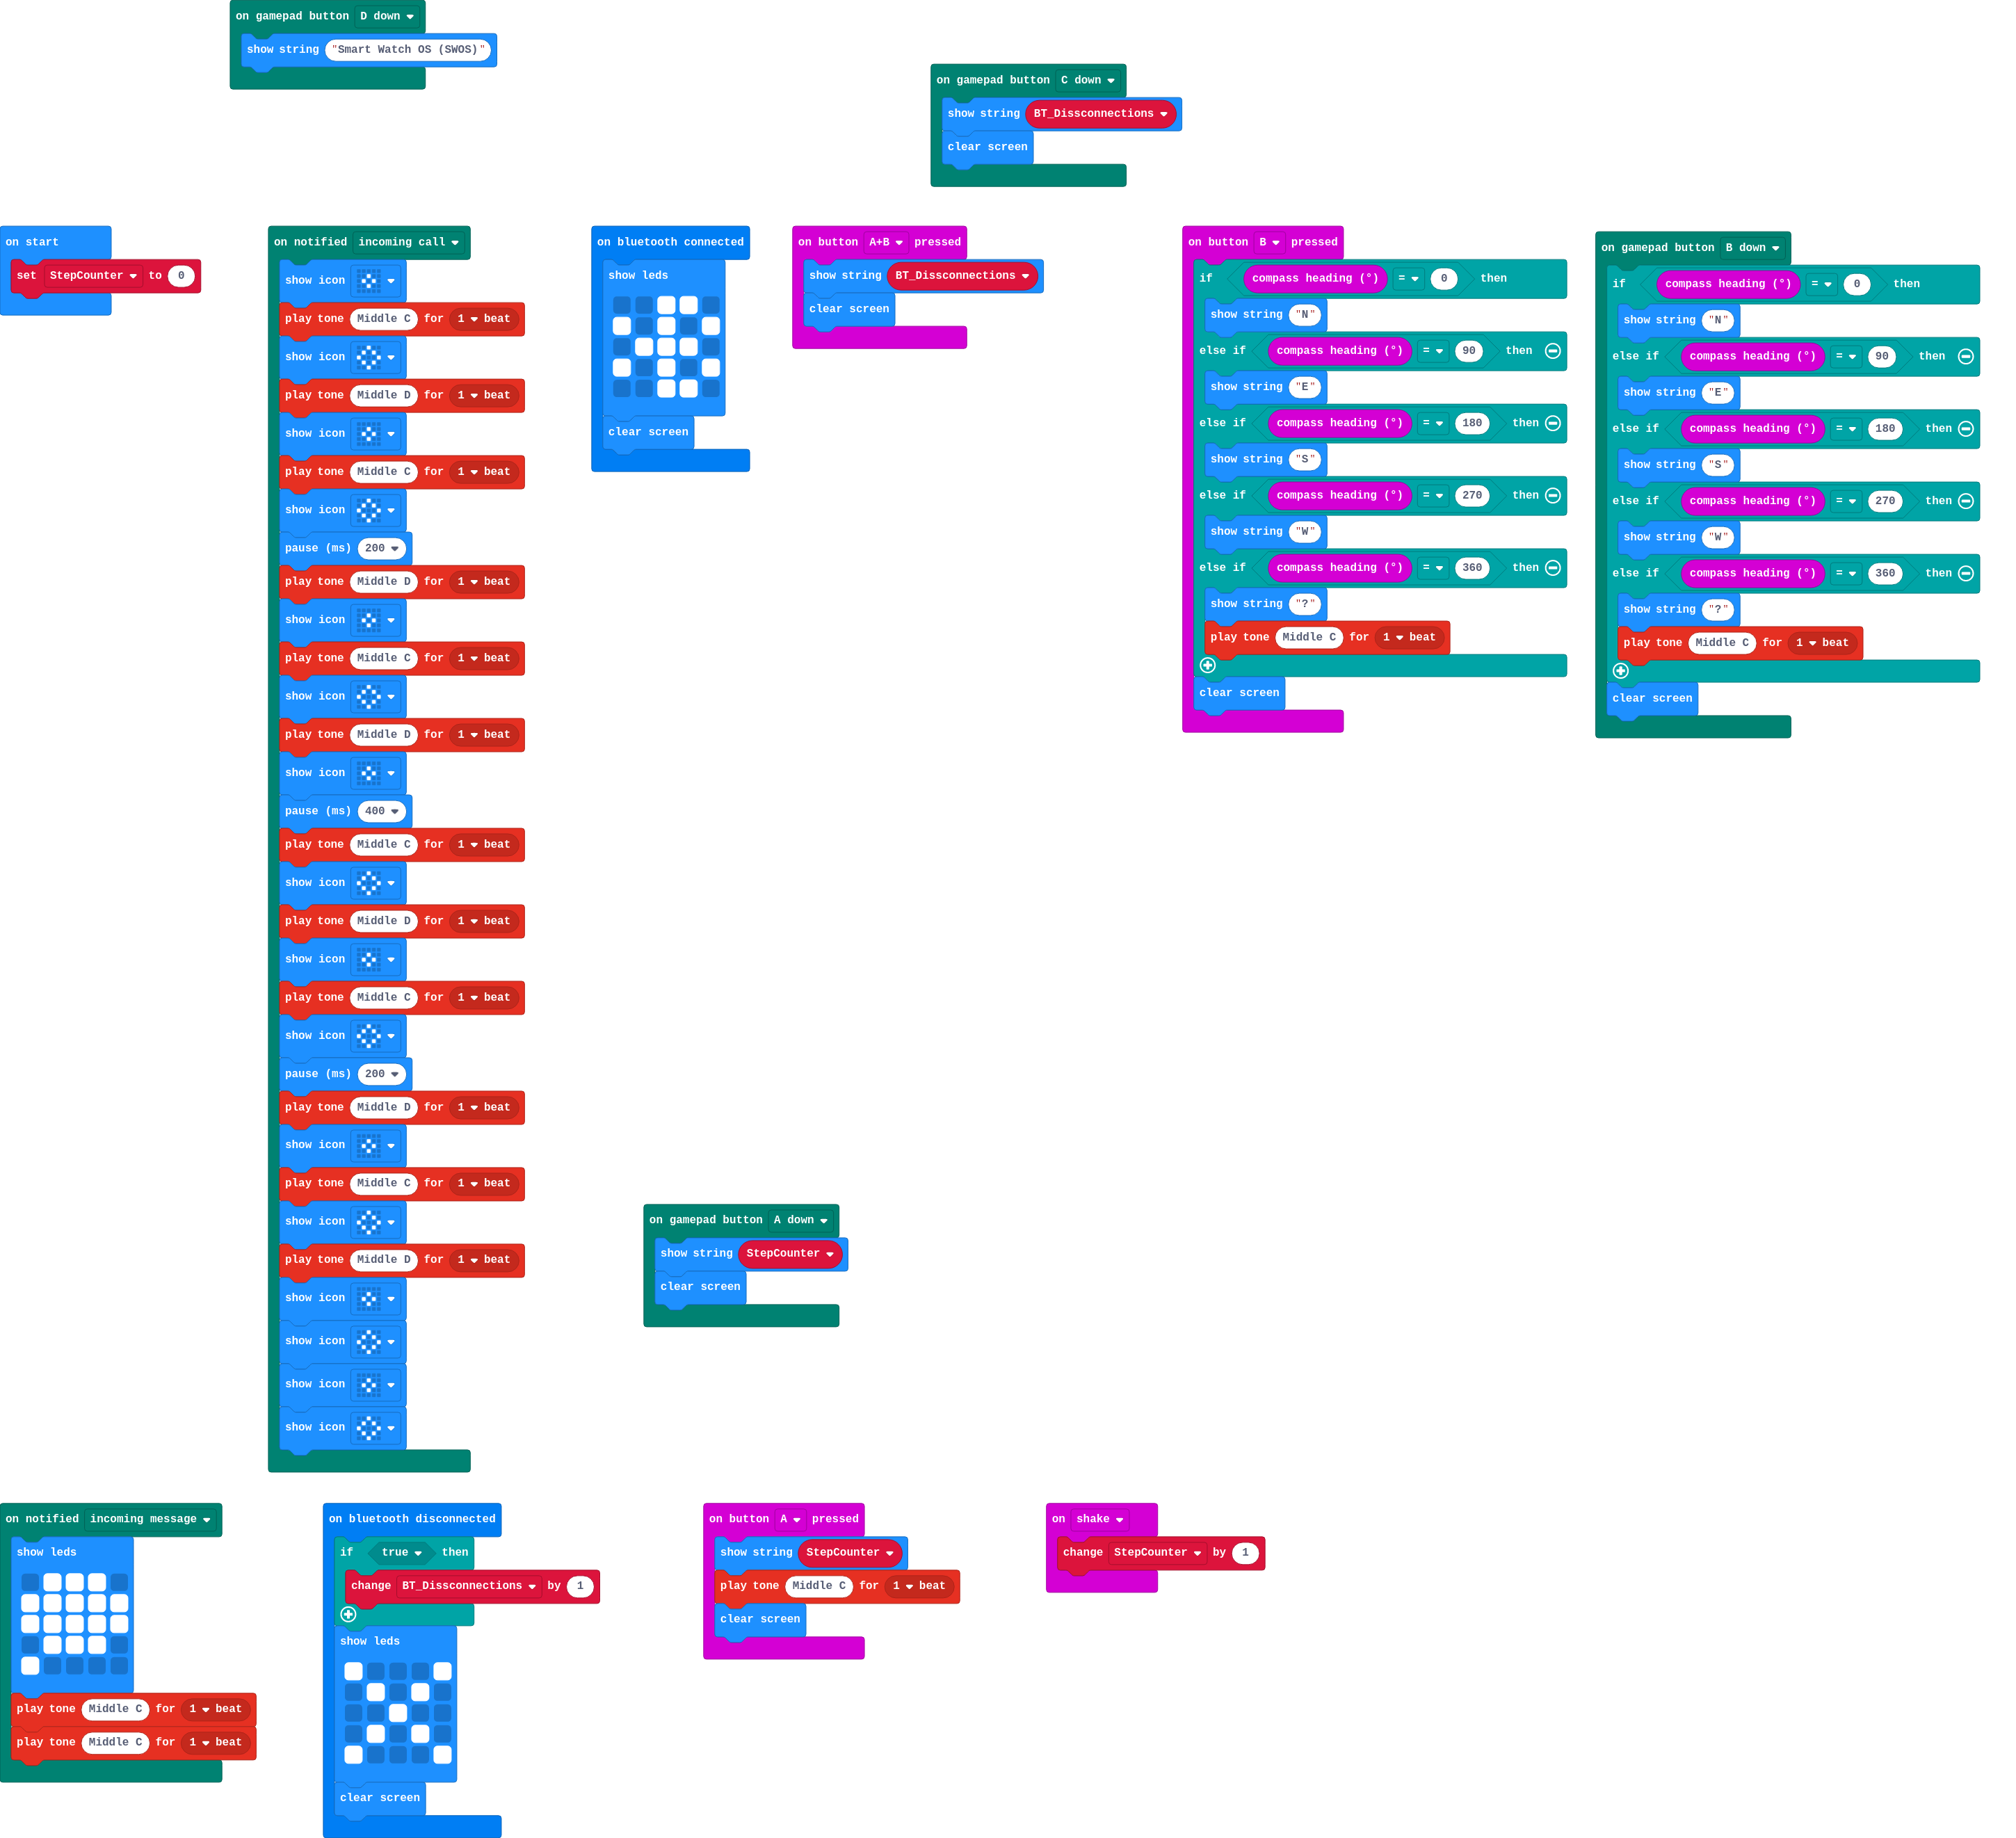 on gamepad button D down
show string "Smart Watch OS (SWOS)"
on gamepad button C down
show string BT_Dissconnections
clear screen
on start
set StepCounter to 0
on notified incoming call
show icon
play tone Middle C for 1 beat
show icon
play tone Middle D for 1 beat
show icon
play tone Middle C for 1 beat
show icon
pause (ms) 200
play tone Middle D for 1 beat
show icon
play tone Middle C for 1 beat
show icon
play tone Middle D for 1 beat
show icon
pause (ms) 400
play tone Middle C for 1 beat
show icon
play tone Middle D for 1 beat
show icon
play tone Middle C for 1 beat
show icon
pause (ms) 200
play tone Middle D for 1 beat
show icon
play tone Middle C for 1 beat
show icon
play tone Middle D for 1 beat
show icon
show icon
show icon
show icon
on bluetooth connected
show leds
clear screen
on button A+B pressed
show string BT_Dissconnections
clear screen
on button B pressed
if compass heading (°) = 0 then
show string "N"
else if compass heading (°) = 90 then
show string "E"
else if compass heading (°) = 180 then
show string "S"
else if compass heading (°) = 270 then
show string "W"
else if compass heading (°) = 360 then
show string "?"
play tone Middle C for 1 beat
clear screen
on gamepad button B down
if compass heading (°) = 0 then
show string "N"
else if compass heading (°) = 90 then
show string "E"
else if compass heading (°) = 180 then
show string "S"
else if compass heading (°) = 270 then
show string "W"
else if compass heading (°) = 360 then
show string "?"
play tone Middle C for 1 beat
clear screen
on gamepad button A down
show string StepCounter
clear screen
on notified incoming message
show leds
play tone Middle C for 1 beat
play tone Middle C for 1 beat
on bluetooth disconnected
if true then
change BT_Dissconnections by 1
show leds
clear screen
on button A pressed
show string StepCounter
play tone Middle C for 1 beat
clear screen
on shake
change StepCounter by 1